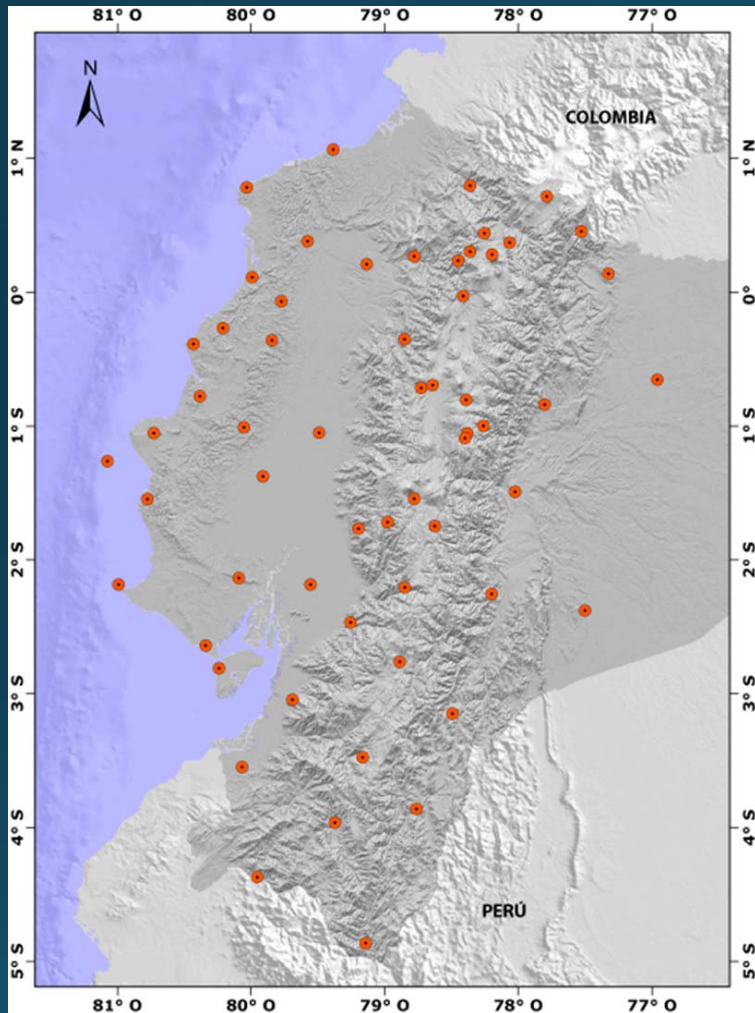 81° O 80° O 79° O 78° O 77° O
N
COLOMBIA
1° N
1° N
0°
0°
1° S
1° S
2° S
2° S
3° S
3° S
4° S
4° S
PERÚ
5° S
5° S
81° O 80° O 79° O 78° O 77° O